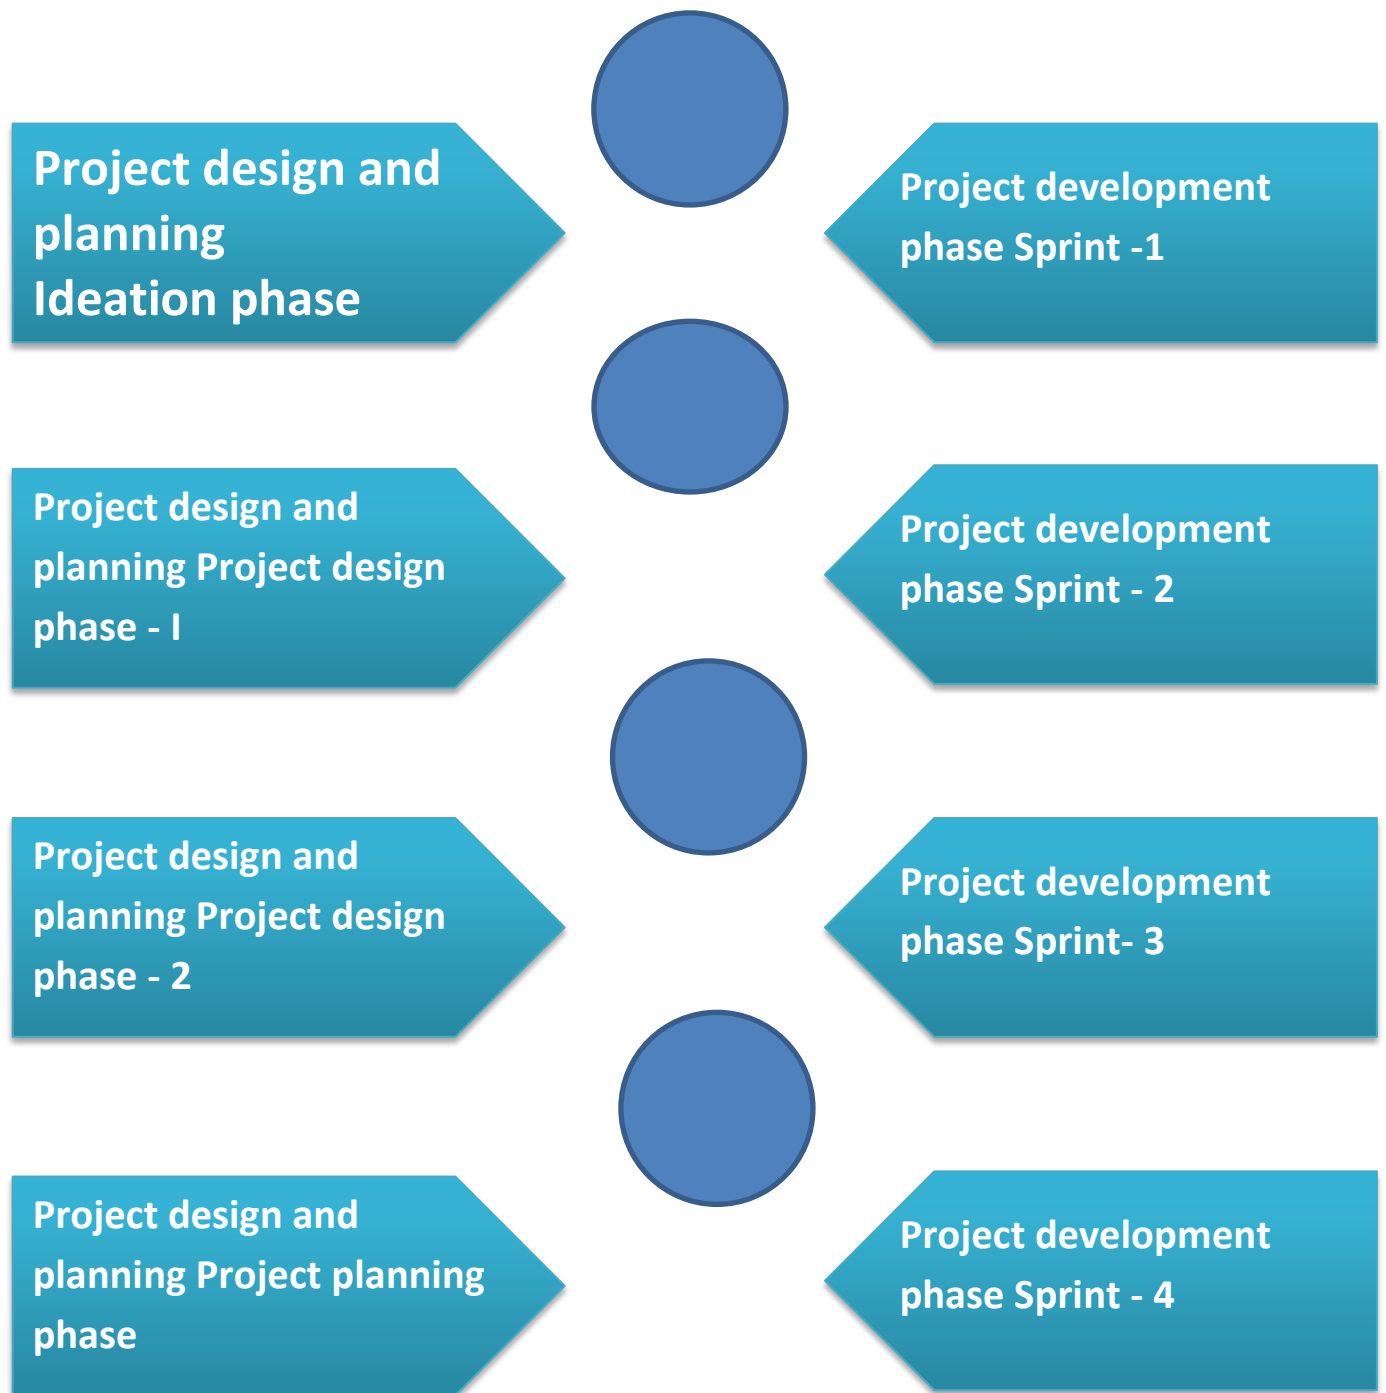 Project design and
planning
Ideation phase
Project development
phase Sprint -1
Project design and
planning Project design
phase - I
Project development
phase Sprint - 2
Project design and
planning Project design
phase - 2
Project development
phase Sprint- 3
Project design and
planning Project planning
phase
Project development
phase Sprint - 4